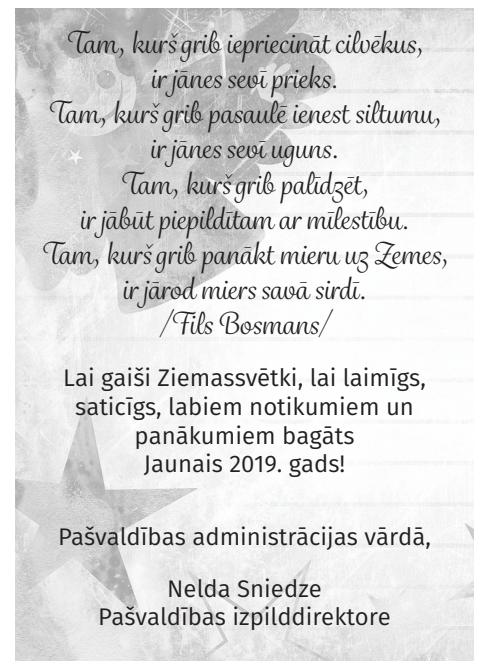 Tam, kurš grib iepriecināt cilvēkus,
ir jānes sevī prieks.
Tam, kurš grib pasaulē ienest siltumu,
ir jānes sevī uguns.
Tam, kurš grib palīdzēt,
ir jābūt piepildītam ar mīlestību.
Tam, kurš grib panākt mieru uz Zemes,
ir jārod miers savā sirdī.
/Fils Bosmans/
Lai gaiši Ziemassvētki, lai laimīgs,
saticīgs, labiem notikumiem un
panākumiem bagāts
Jaunais 2019. gads!
Pašvaldības administrācijas vārdā,
Nelda Sniedze
Pašvaldības izpilddirektore